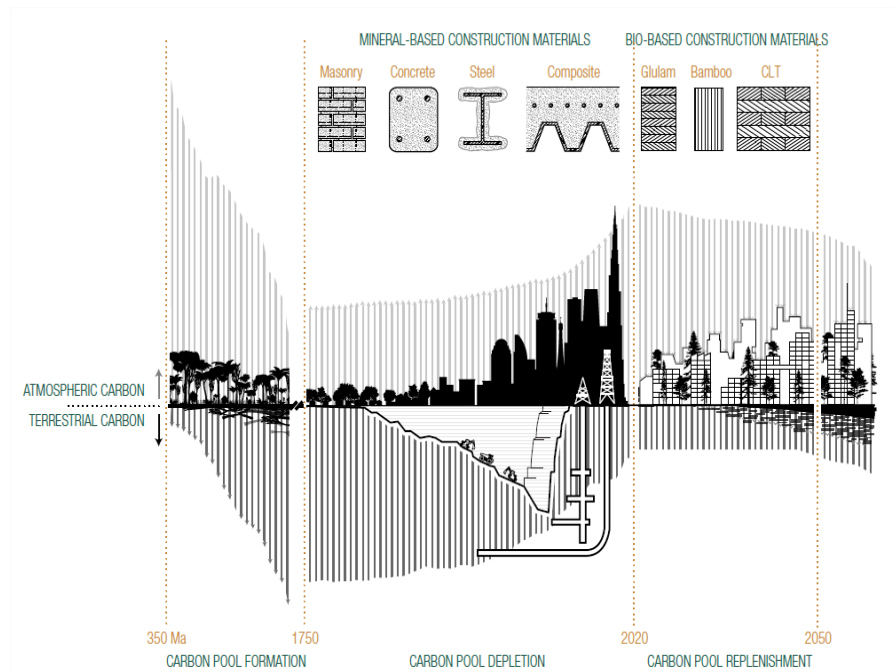 MINERAL-BASED CONSTRUCTION MATERIALS
BIO-BASED CONSTRUCTION MATERIALS
Masonry
Concrete
Steel
Composite
Glulam
Bamboo
CLT
ATMOSPHERIC CARBON
TERRESTRIAL CARBON
350 Ma
1750
2020
2050
CARBON POOL FORMATION
CARBON POOL DEPLETION
CARBON POOL REPLENISHMENT